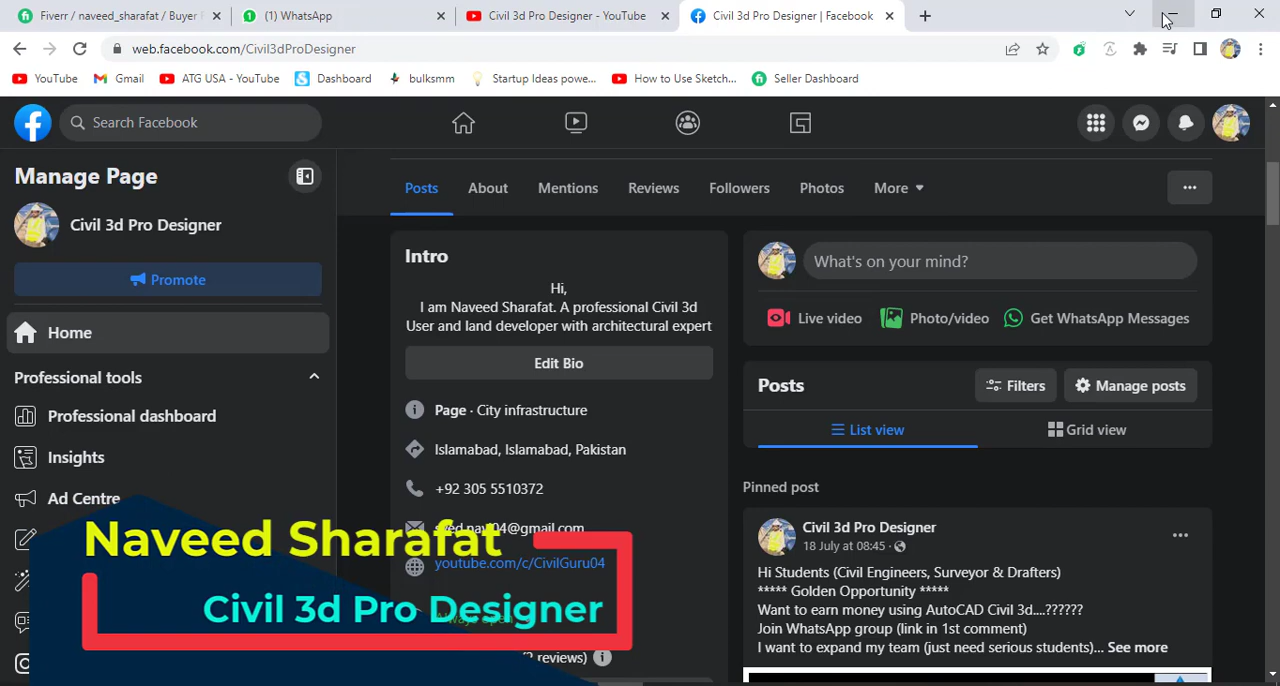 Fiverr / naveed_sharafat / Buyer F
(1) WhatsApp
Civil 3d Pro Designer - YouTube
Civil 3d Pro Designer | Facebook
web.facebook.com/Civil3dProDesigner
YouTube
Gmail
ATG USA - YouTube
Dashboard
bulksmm
Startup Ideas powe...
How to Use Sketch...
Seller Dashboard
Search Facebook
Manage Page
Civil 3d Pro Designer
Promote
Home
Professional tools
Professional dashboard
Insights
Ad Centre
Posts
About
Mentions
Reviews
Followers
Photos
More
Intro
Hi,
I am Naveed Sharafat. A professional Civil 3d
User and land developer with architectural expert
Edit Bio
Page · City infrastructure
Islamabad, Islamabad, Pakistan
+92 305 5510372
youtube.com/c/CivilGuru04
reviews)
What's on your mind?
Live video
Photo/video
Get WhatsApp Messages
Posts
Filters
Manage posts
List view
Grid view
Pinned post
Civil 3d Pro Designer
18 July at 08:45 ·
Hi Students (Civil Engineers, Surveyor & Drafters)
***** Golden Opportunity *****
Want to earn money using AutoCAD Civil 3d....??????
Join WhatsApp group (link in 1st comment)
I want to expand my team (just need serious students)... See more
Naveed Sharafat
Civil 3d Pro Designer